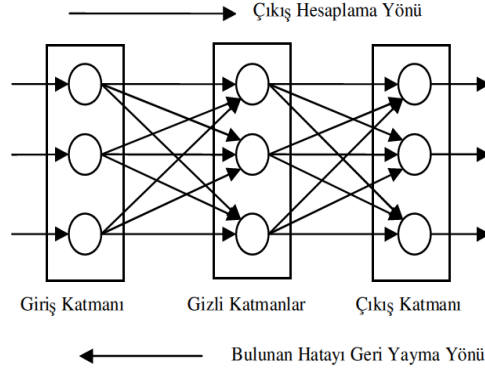 Çıkış Hesaplama Yönü
Giriş Katmanı
Gizli Katmanlar
Çıkış Katmanı
Bulunan Hatayı Geri Yayma Yönü